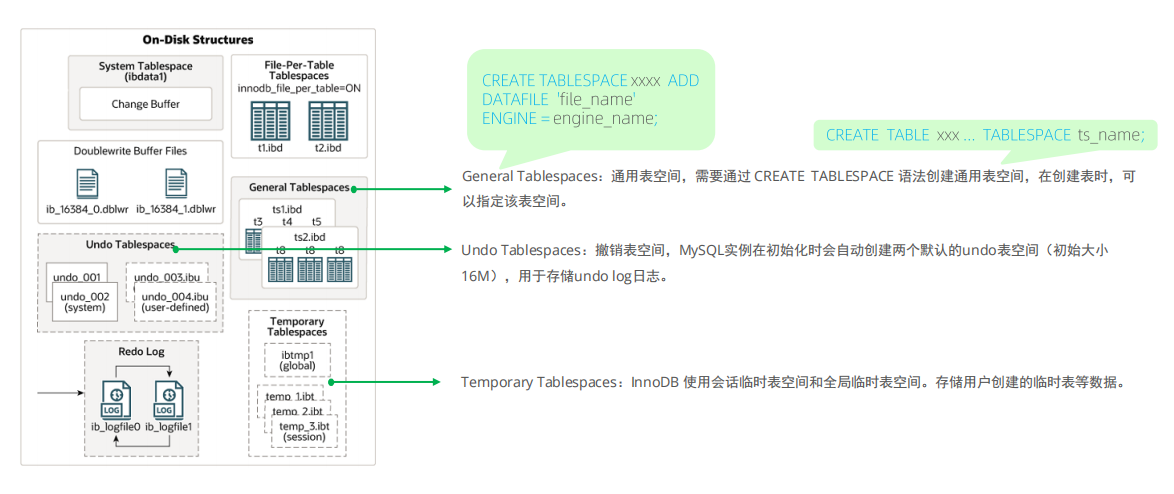 On-Disk Structures
System Tablespace
(ibdata1)
Change Buffer
File-Per-Table
Tablespaces
innodb_file_per_table=ON
t1.ibd
t2.ibd
Doublewrite Buffer Files
ib_16384_0.dblwr
ib_16384_1.dblwr
General Tablespaces
ts1.ibd
t3 t4 t5
ts2.ibd
t8 t8 t8
Undo Tablespaces
undo_001
undo_002
(system)
undo_003.ibu
undo_004.ibu
(user-defined)
Temporary
Tablespaces
ibtmp1
(global)
temp_1.ibt
temp_2.ibt
temp_3.ibt
(session)
Redo Log
LOG
LOG
ib_logfile0
ib_logfile1
CREATE TABLESPACE xxxx ADD
DATAFILE 'file_name'
ENGINE = engine_name;
CREATE TABLE xxx ... TABLESPACE ts_name;
General Tablespaces：通用表空间，需要通过 CREATE TABLESPACE 语法创建通用表空间，在创建表时，可
以指定该表空间。
Undo Tablespaces：撤销表空间，MySQL实例在初始化时会自动创建两个默认的undo表空间（初始大小
16M），用于存储undo log日志。
Temporary Tablespaces：InnoDB 使用会话临时表空间和全局临时表空间。存储用户创建的临时表等数据。